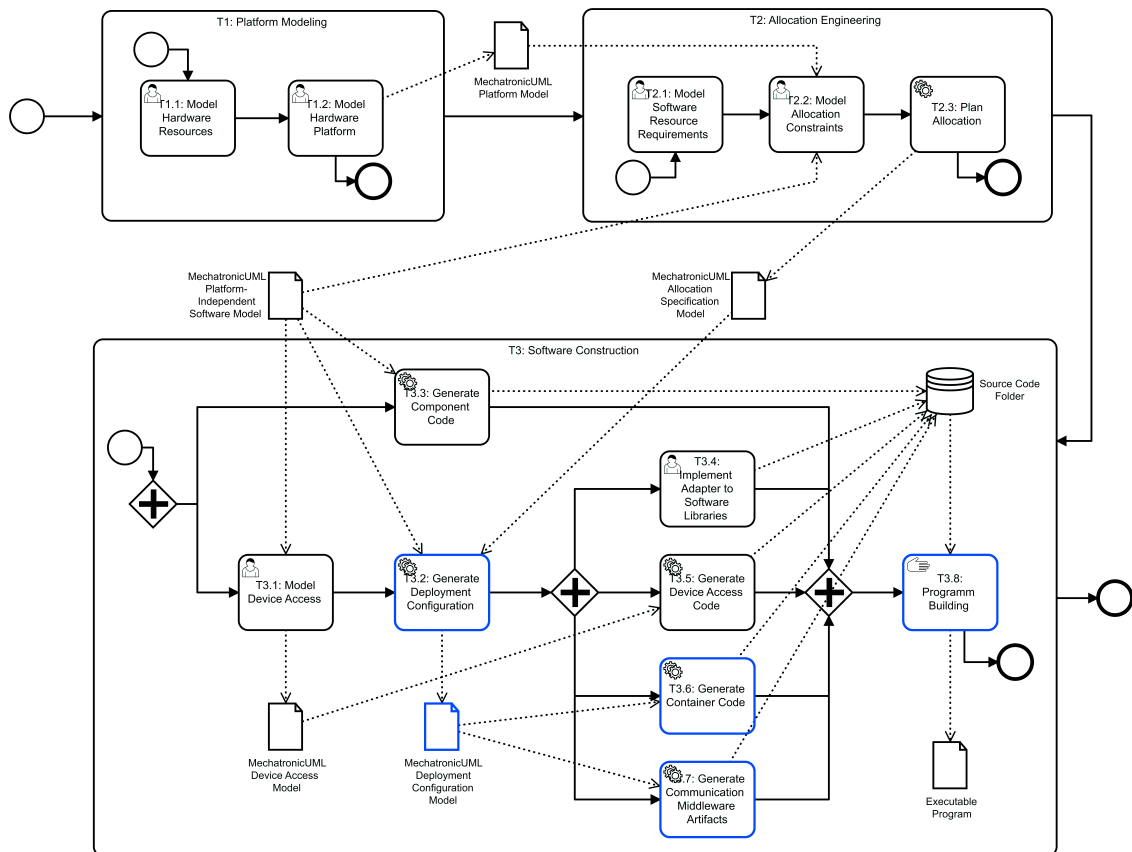 T1: Platform Modeling
T1.1: Model
Hardware
Resources
T1.2: Model
Hardware
Platform
MechatronicUML
Platform Model
T2: Allocation Engineering
T2.1: Model
Software
Resource
Requirements
T2.2: Model
Allocation
Constraints
T2.3: Plan
Allocation
MechatronicUML
Platform-
Independent
Software Model
MechatronicUML
Allocation
Specification
Model
T3: Software Construction
T3.3: Generate
Component
Code
Source Code
Folder
T3.4:
Implement
Adapter to
Software
Libraries
T3.1: Model
Device Access
T3.2: Generate
Deployment
Configuration
T3.5: Generate
Device Access
Code
T3.8:
Programm
Building
T3.6: Generate
Container Code
MechatronicUML
Device Access
Model
MechatronicUML
Deployment
Configuration
Model
3.7: Generate
Communication
Middleware
Artifacts
Executable
Program